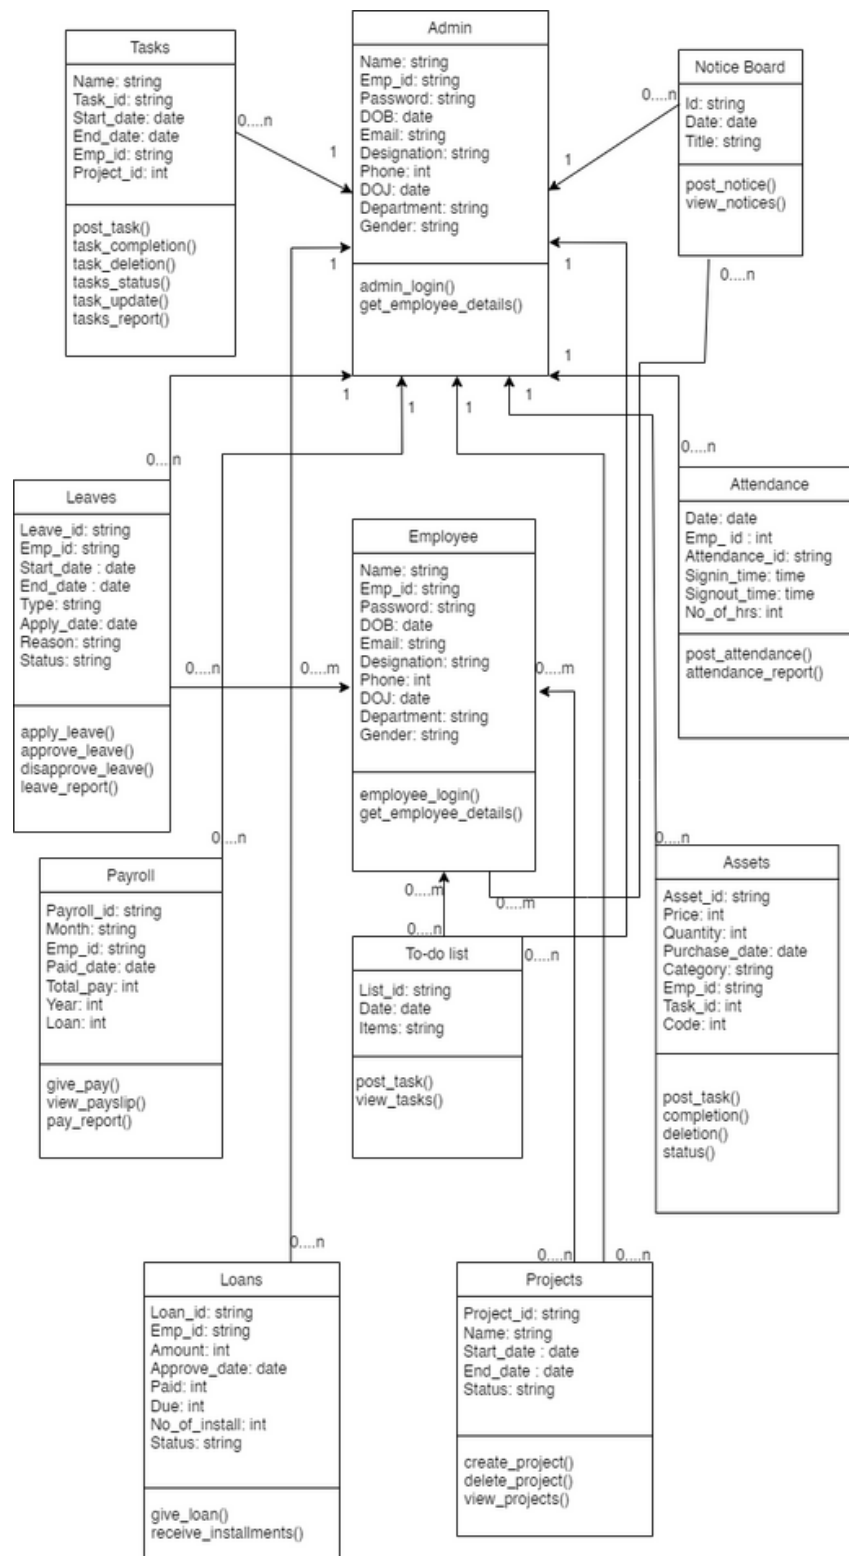 Admin
Name: string
Emp_id: string
Password: string
DOB: date
Email: string
Designation: string
Phone: int
DOJ: date
Department: string
Gender: string
admin_login()
get_employee_details()
Tasks
Name: string
Task_id: string
Start_date: date
End_date: date
Emp_id: string
Project_id: int
post_task()
task_completion()
task_deletion()
tasks_status()
task_update()
tasks_report()
0....n
1
Notice Board
Id: string
Date: date
Title: string
post_notice()
view_notices()
0....n
1
0....n
1
1
1
1
1
1
1
0....n
0....n
Leaves
Leave_id: string
Emp_id: string
Start_date : date
End_date : date
Type: string
Apply_date: date
Reason: string
Status: string
apply_leave()
approve_leave()
disapprove_leave()
leave_report()
0....n
0....m
Employee
Name: string
Emp_id: string
Password: string
DOB: date
Email: string
Designation: string
Phone: int
DOJ: date
Department: string
Gender: string
employee_login()
get_employee_details()
0....m
Attendance
Date: date
Emp_ id : int
Attendance_id: string
Signin_time: time
Signout_time: time
No_of_hrs: int
post_attendance()
attendance_report()
0....n
Payroll
Payroll_id: string
Month: string
Emp_id: string
Paid_date: date
Total_pay: int
Year: int
Loan: int
give_pay()
view_payslip()
pay_report()
0....m
0....m
0....n
0....n
To-do list
List_id: string
Date: date
Items: string
post_task()
view_tasks()
0....n
Assets
Asset_id: string
Price: int
Quantity: int
Purchase_date: date
Category: string
Emp_id: string
Task_id: int
Code: int
post_task()
completion()
deletion()
status()
0....n
Loans
Loan_id: string
Emp_id: string
Amount: int
Approve_date: date
Paid: int
Due: int
No_of_install: int
Status: string
give_loan()
receive_installments()
0....n
0....n
Projects
Project_id: string
Name: string
Start_date : date
End_date : date
Status: string
create_project()
delete_project()
view_projects()